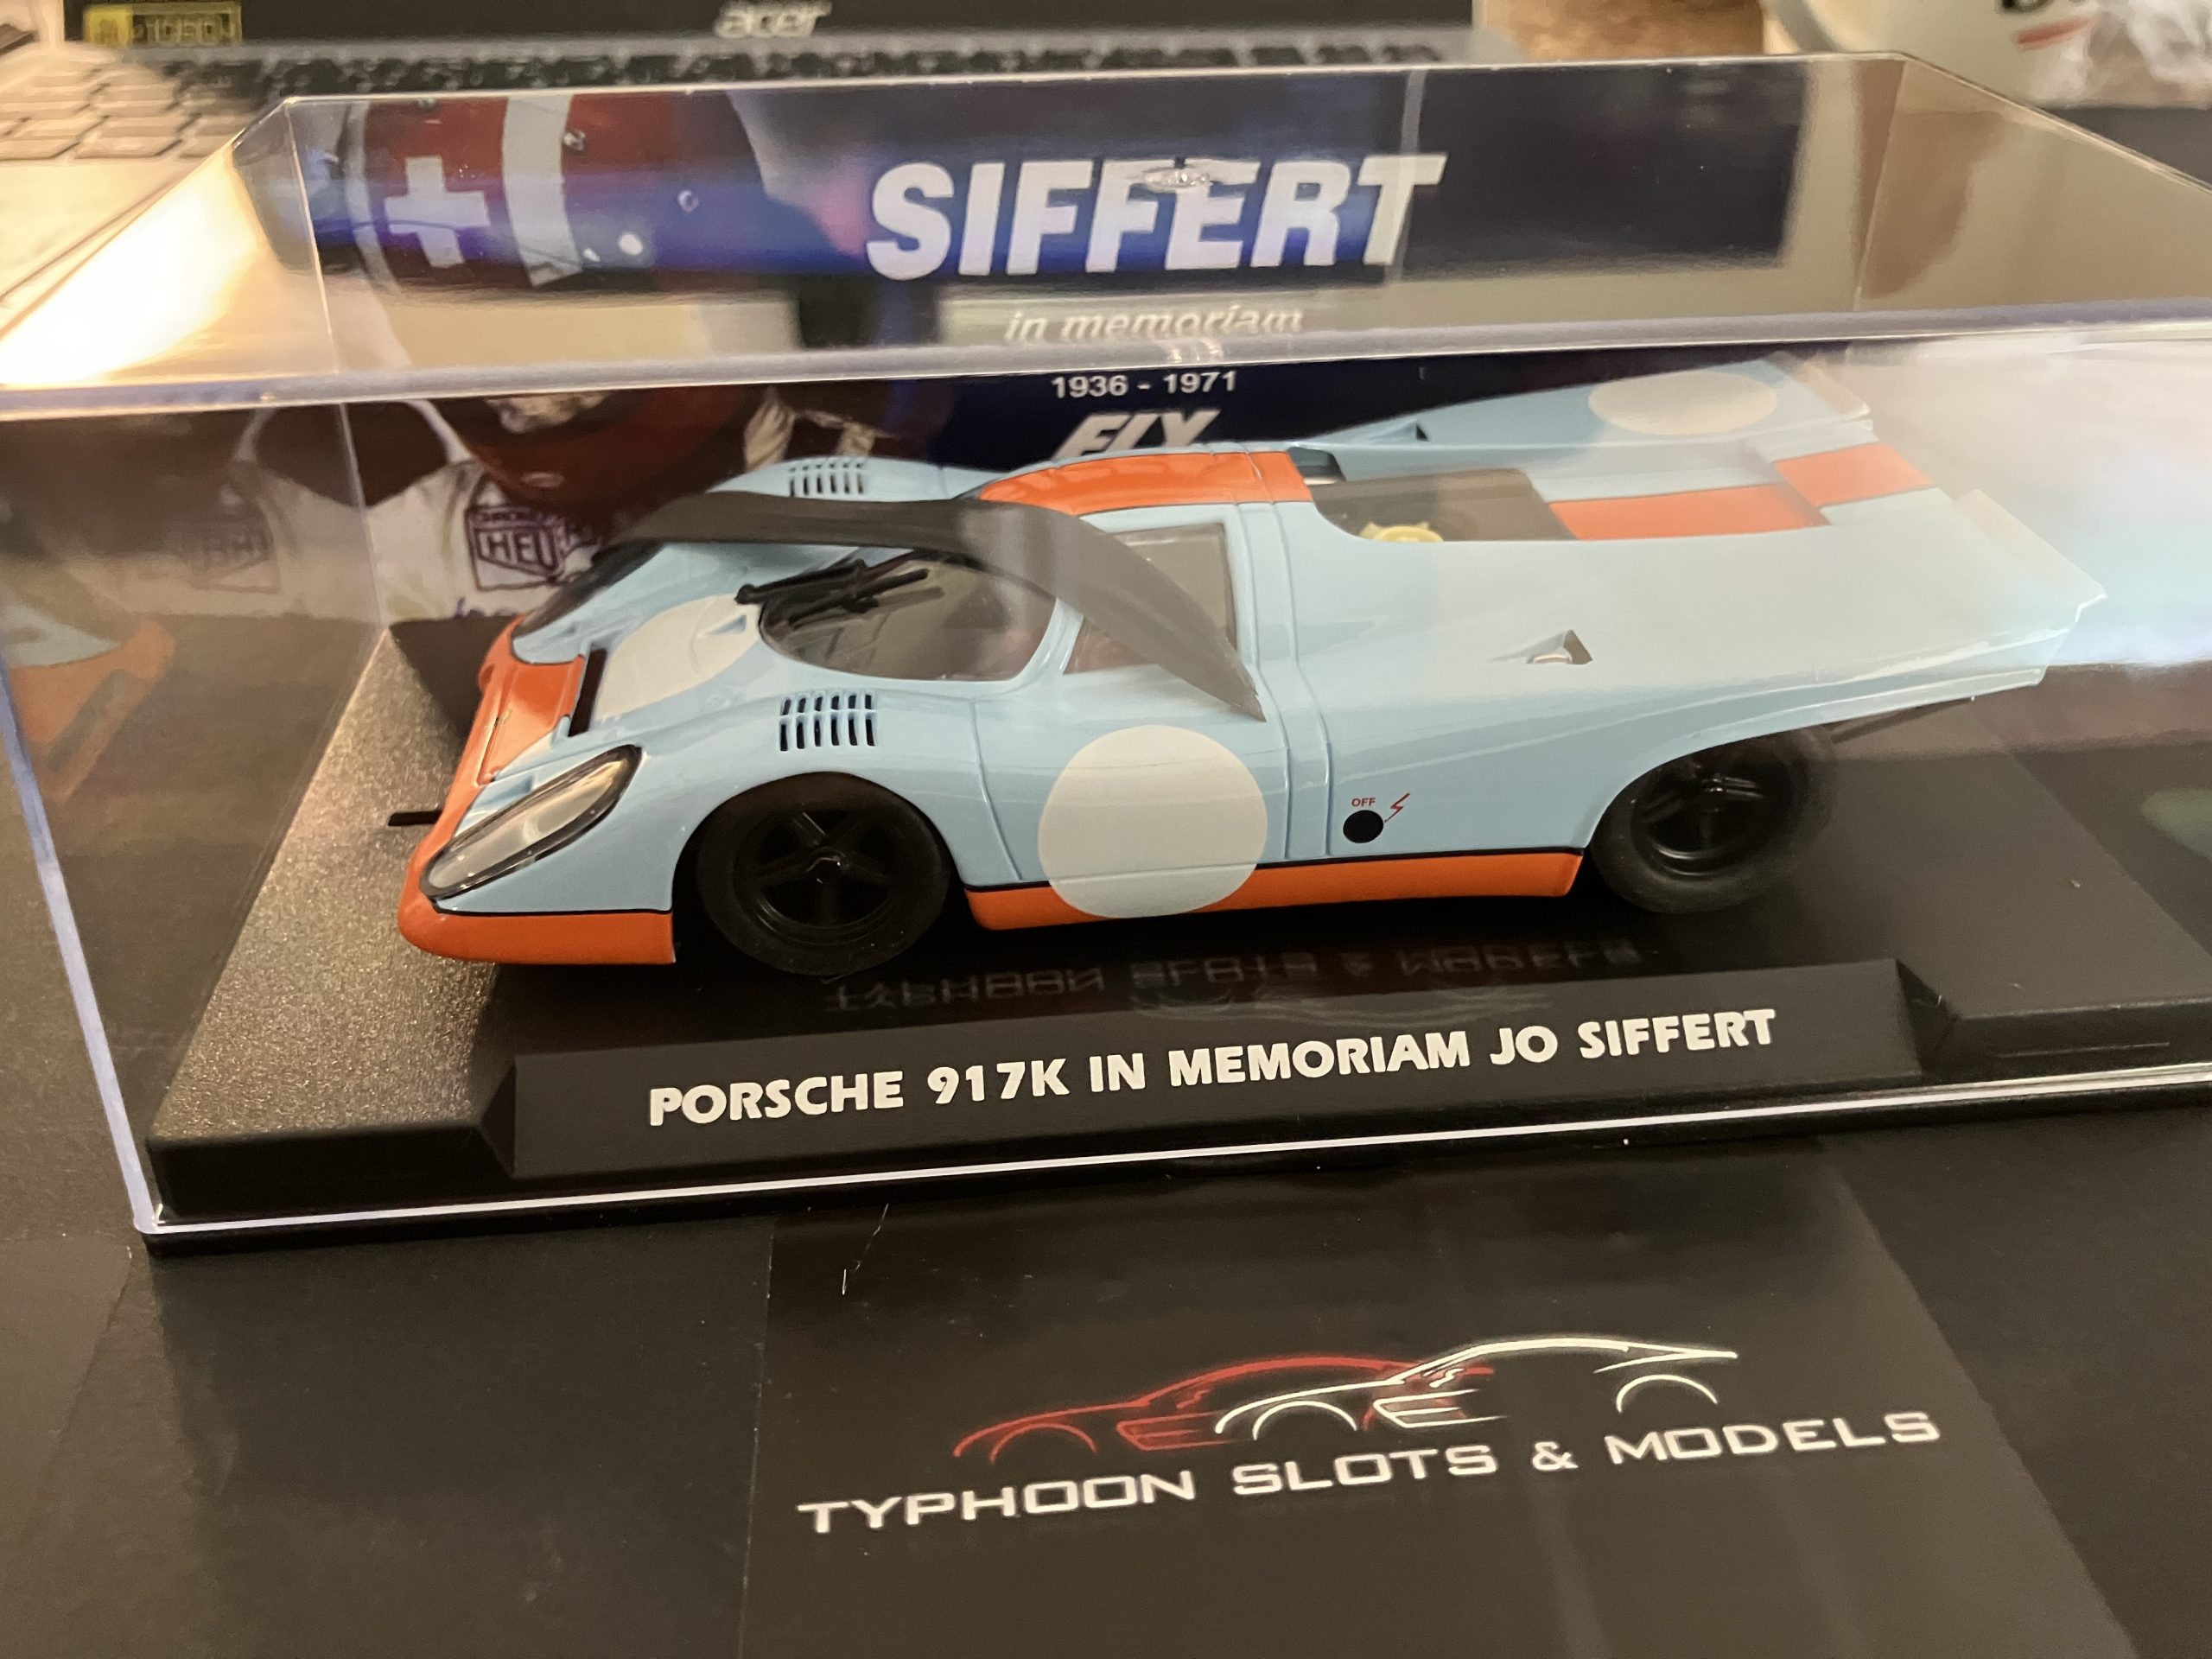 acer
SIFFERT
in memoriam
1936 - 1971
FLY
OFF
PORSCHE 917K IN MEMORIAM JO SIFFERT
TYPHOON SLOTS & MODELS